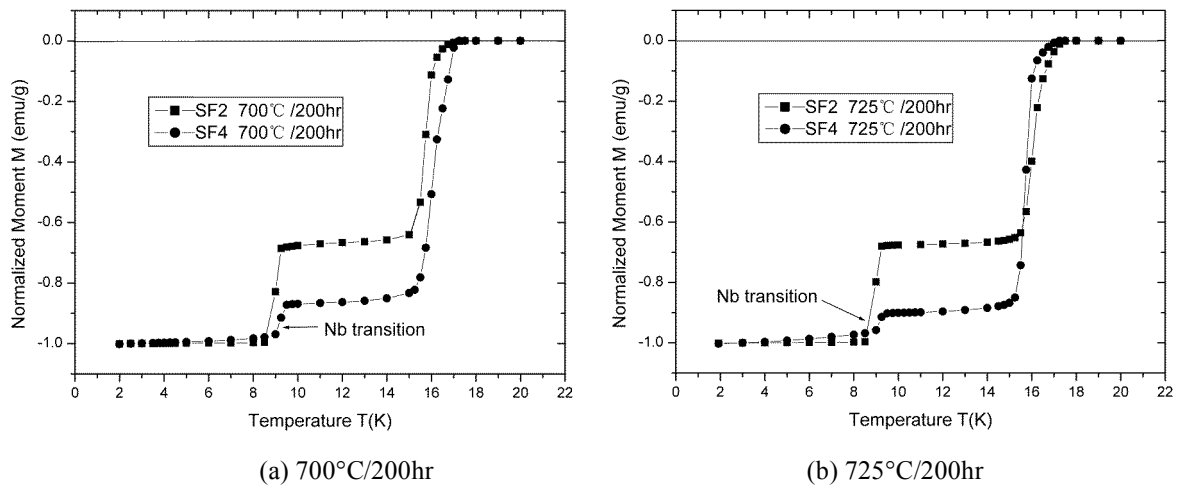 0.0
-0.2
-0.4
-0.6
-0.8
-1.0
Normalized Moment M (emu/g)
SF2 700℃ /200hr
SF4 700℃ /200hr
Nb transition
0 2 4 6 8 10 12 14 16 18 20 22
Temperature T(K)
(a) 700°C/200hr
0.0
-0.2
-0.4
-0.6
-0.8
-1.0
Normalized Moment M (emu/g)
SF2 725℃ /200hr
SF4 725℃ /200hr
Nb transition
0 2 4 6 8 10 12 14 16 18 20 22
Temperature T(K)
(b) 725°C/200hr